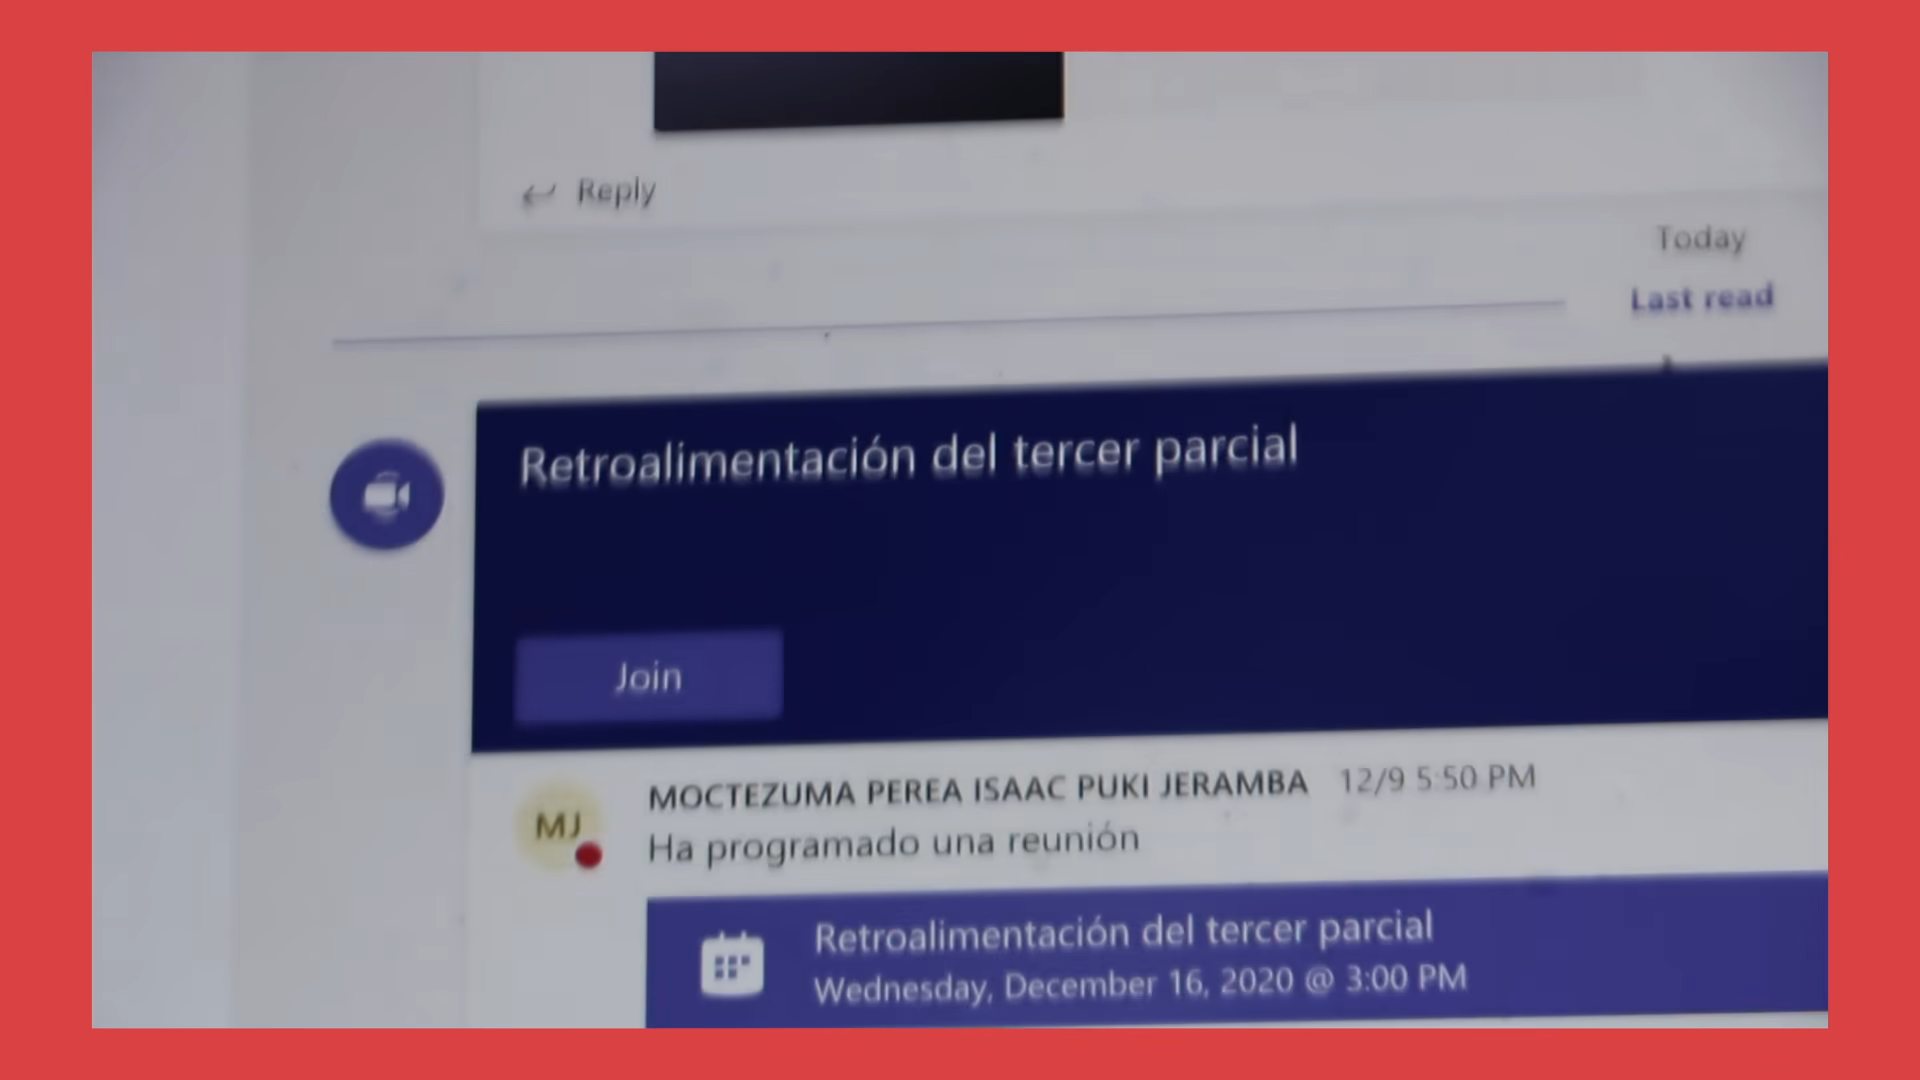 Reply
Today
Last read
Retroalimentación del tercer parcial
Join
MJ
MOCTEZUMA PEREA ISAAC PUKI JERAMBA 12/9 5:50 PM
Ha programado una reunión
Retroalimentación del tercer parcial
Wednesday, December 16, 2020 @ 3:00 PM